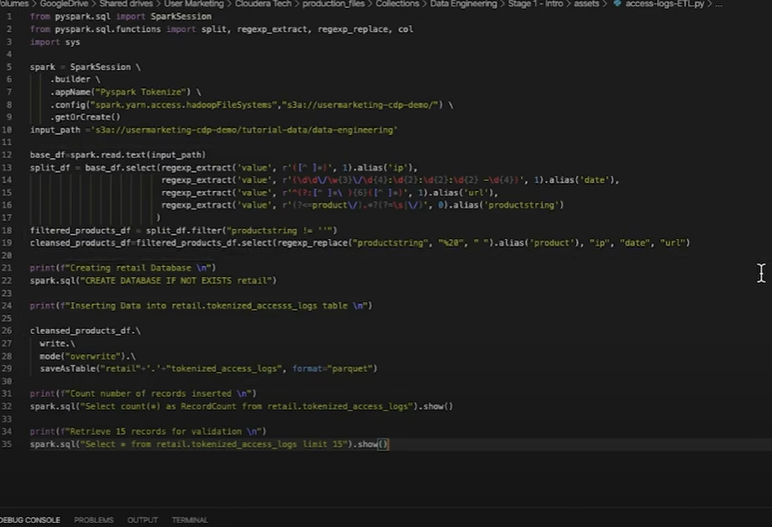 olumes > GoogleDrive > Shared drives > User Marketing > Cloudera Tech > production_files > Collections > Data Engineering > Stage 1 - Intro > assets > access-logs-ETL.py > ...
1 from pyspark.sql import SparkSession
2 from pyspark.sql.functions import split, regexp_extract, regexp_replace, col
3 import sys
4
5 spark = SparkSession \
6 .builder \
7 .appName("Pyspark Tokenize") \
8 .config("spark.yarn.access.hadoopFileSystems","s3a://usermarketing-cdp-demo/") \
9 .getOrCreate()
10 input_path ='s3a://usermarketing-cdp-demo/tutorial-data/data-engineering'
11
12 base_df=spark.read.text(input_path)
13 split_df = base_df.select(regexp_extract('value', r'([^ ]*)', 1).alias('ip'),
14 regexp_extract('value', r'(\d\d\/\w{3}\/\d{4}:\d{2}:\d{2}:\d{2} -\d{4})', 1).alias('date'),
15 regexp_extract('value', r'^(?:[^ ]*\ ){6}([^ ]*)', 1).alias('url'),
16 regexp_extract('value', r'(?<=product\/).*?(?=\s|\/)', 0).alias('productstring')
17 )
18 filtered_products_df = split_df.filter("productstring != ''")
19 cleansed_products_df=filtered_products_df.select(regexp_replace("productstring", "%20", " ").alias('product'), "ip", "date", "url")
20
21 print(f"Creating retail Database \n")
22 spark.sql("CREATE DATABASE IF NOT EXISTS retail")
23
24 print(f"Inserting Data into retail.tokenized_accesss_logs table \n")
25
26 cleansed_products_df.\
27 write.\
28 mode("overwrite").\
29 saveAsTable("retail"+'.'+"tokenized_access_logs", format="parquet")
30
31 print(f"Count number of records inserted \n")
32 spark.sql("Select count(*) as RecordCount from retail.tokenized_access_logs").show()
33
34 print(f"Retrieve 15 records for validation \n")
35 spark.sql("Select * from retail.tokenized_access_logs limit 15").show()
DEBUG CONSOLE PROBLEMS OUTPUT TERMINAL